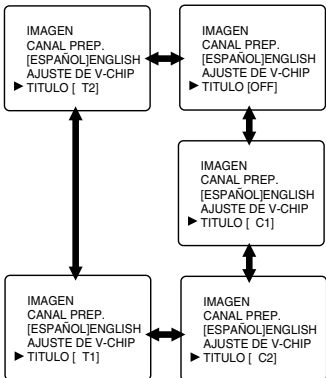 IMAGEN
CANAL PREP.
[ESPAÑOL]ENGLISH
AJUSTE DE V-CHIP
▶ TITULO [ T2]
IMAGEN
CANAL PREP.
[ESPAÑOL]ENGLISH
AJUSTE DE V-CHIP
▶ TITULO [OFF]
IMAGEN
CANAL PREP.
[ESPAÑOL]ENGLISH
AJUSTE DE V-CHIP
▶ TITULO [ C1]
IMAGEN
CANAL PREP.
[ESPAÑOL]ENGLISH
AJUSTE DE V-CHIP
▶ TITULO [ T1]
IMAGEN
CANAL PREP.
[ESPAÑOL]ENGLISH
AJUSTE DE V-CHIP
▶ TITULO [ C2]